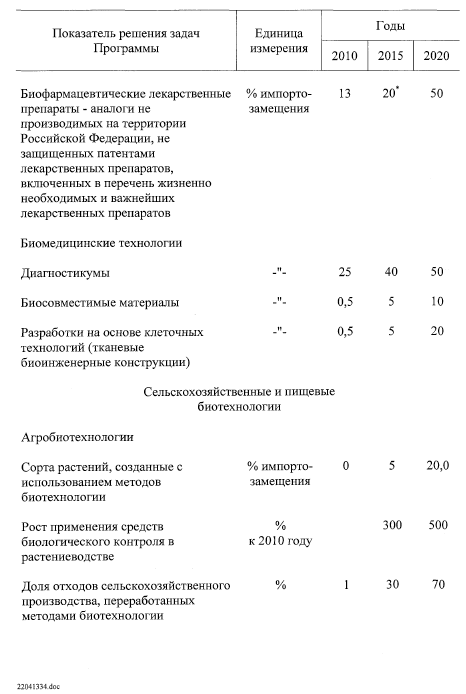 Показатель решения задач Единица Годы
Программы измерения 2010 2015 2020
Биофармацевтические лекарственные % импорто- 13 20* 50
препараты - аналоги не замещения
производимых на территории
Российской Федерации, не
защищенных патентами
лекарственных препаратов,
включенных в перечень жизненно
необходимых и важнейших
лекарственных препаратов
Биомедицинские технологии
Диагностикумы -"- 25 40 50
Биосовместимые материалы -"- 0,5 5 10
Разработки на основе клеточных -"- 0,5 5 20
технологий (тканевые
биоинженерные конструкции)
Сельскохозяйственные и пищевые
биотехнологии
Агробиотехнологии
Сорта растений, созданные с % импорто- 0 5 20,0
использованием методов замещения
биотехнологии
Рост применения средств % 300 500
биологического контроля в к 2010 году
растениеводстве
Доля отходов сельскохозяйственного % 1 30 70
производства, переработанных
методами биотехнологии
22041334.doc